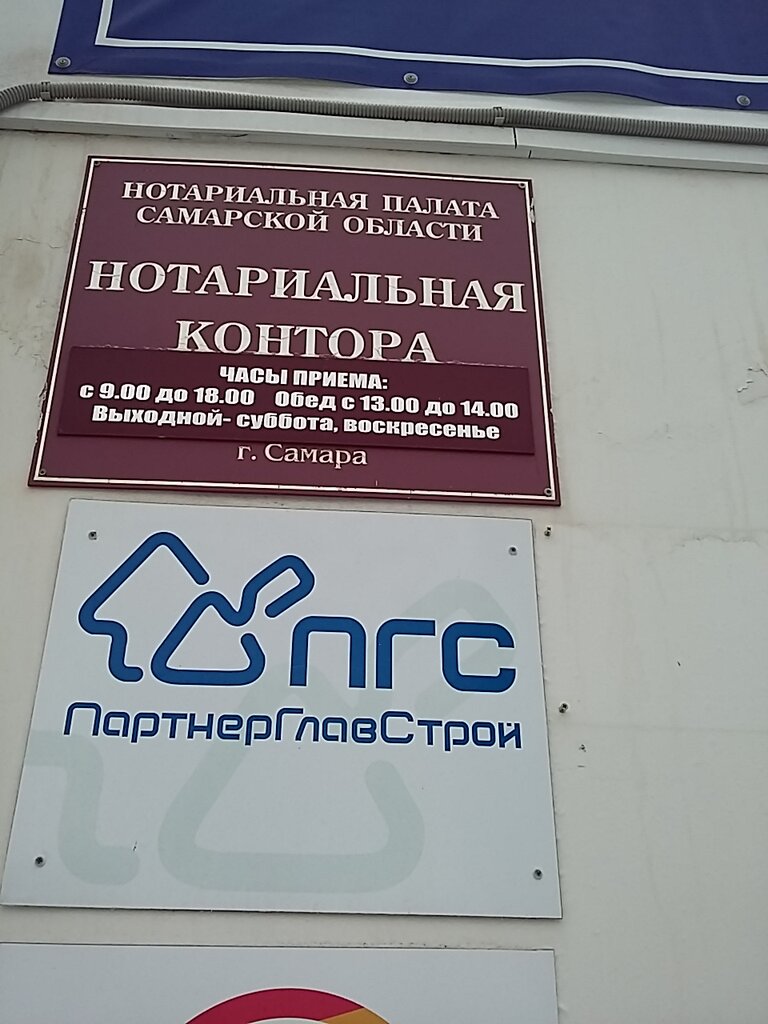 НОТАРИАЛЬНАЯ ПАЛАТА
САМАРСКОЙ ОБЛАСТИ
НОТАРИАЛЬНАЯ
КОНТОРА
ЧАСЫ ПРИЕМА:
с 9.00 до 18.00 Обед с 13.00 до 14.00
Выходной- суббота, воскресенье
г. Самара
ПГС
ПартнерГлавСтрой